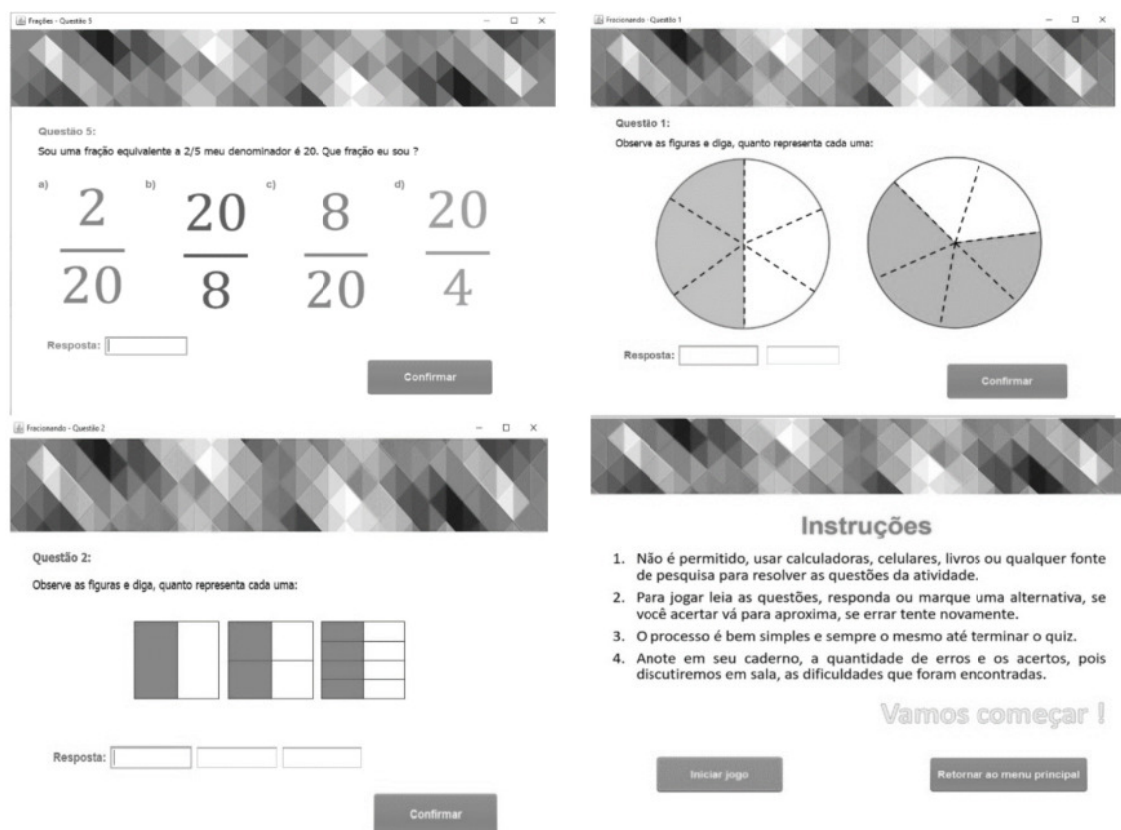 Frações - Questão 5
Questão 5:
Sou uma fração equivalente a 2/5 meu denominador é 20. Que fração eu sou ?
a) 2/20 b) 20/8 c) 8/20 d) 20/4
Resposta:
Confirmar
Fracionando - Questão 1
Questão 1:
Observe as figuras e diga, quanto representa cada uma:
Resposta:
Confirmar
Fracionando - Questão 2
Questão 2:
Observe as figuras e diga, quanto representa cada uma:
Resposta:
Confirmar
Instruções
1. Não é permitido, usar calculadoras, celulares, livros ou qualquer fonte
de pesquisa para resolver as questões da atividade.
2. Para jogar leia as questões, responda ou marque uma alternativa, se
você acertar vá para aproxima, se errar tente novamente.
3. O processo é bem simples e sempre o mesmo até terminar o quiz.
4. Anote em seu caderno, a quantidade de erros e os acertos, pois
discutiremos em sala, as dificuldades que foram encontradas.
Vamos começar !
Iniciar jogo
Retornar ao menu principal